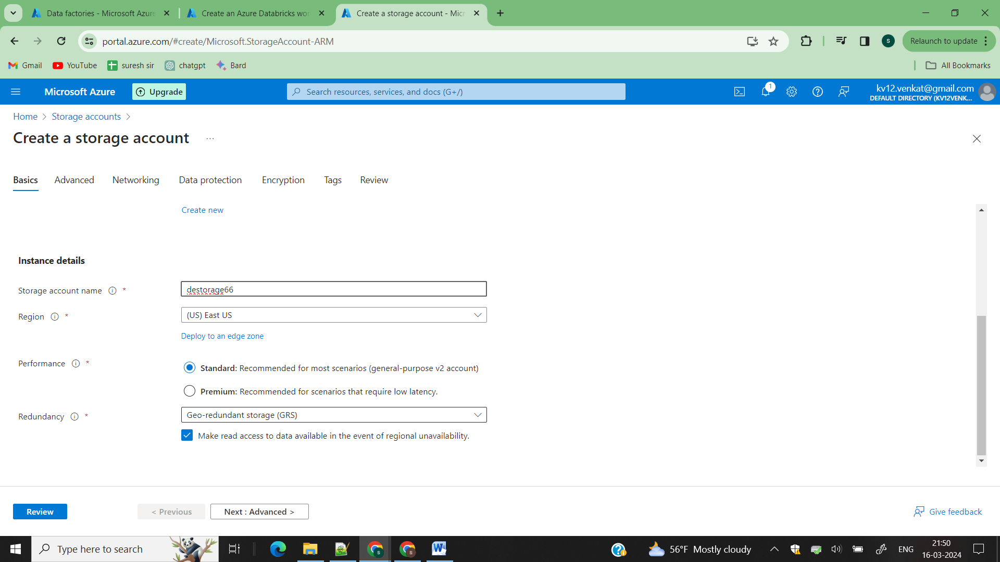 Data factories - Microsoft Azure
Create an Azure Databricks wor
Create a storage account - Micr
portal.azure.com/#create/Microsoft.StorageAccount-ARM
S
Relaunch to update
Gmail
YouTube
suresh sir
chatgpt
Bard
All Bookmarks
Microsoft Azure
Upgrade
Search resources, services, and docs (G+/)
1
kv12.venkat@gmail.com
DEFAULT DIRECTORY (KV12VENK...
Home > Storage accounts >
Create a storage account ...
Basics
Advanced
Networking
Data protection
Encryption
Tags
Review
Create new
Instance details
Storage account name *
destorage66
Region *
(US) East US
Deploy to an edge zone
Performance *
Standard: Recommended for most scenarios (general-purpose v2 account)
Premium: Recommended for scenarios that require low latency.
Redundancy *
Geo-redundant storage (GRS)
Make read access to data available in the event of regional unavailability.
Review
< Previous
Next : Advanced >
Give feedback
Type here to search
56°F Mostly cloudy
ENG
21:50
16-03-2024